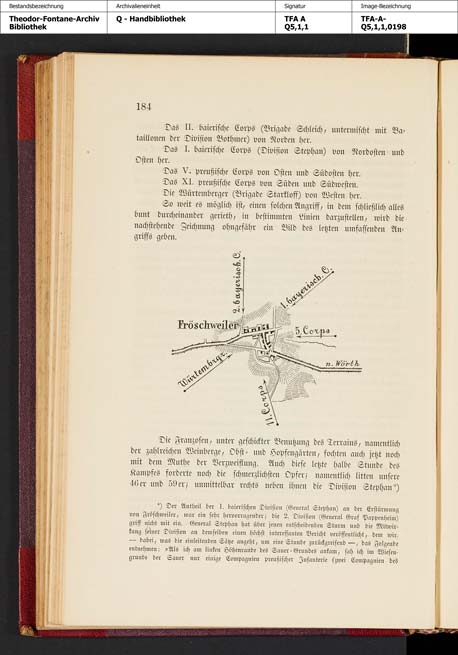 Bestandsbezeichnung
Theodor-Fontane-Archiv
Bibliothek
Archivalieneinheit
Q - Handbibliothek
Signatur
TFA A
Q5,1,1
Image-Bezeichnung
TFA-A-
Q5,1,1,0198
184
Das II. baierische Corps (Brigade Schleich, untermischt mit Ba-
taillonen der Division Bothmer) von Norden her.
Das I. baierische Corps (Division Stephan) von Nordosten und
Osten her.
Das V. preußische Corps von Osten und Südosten her.
Das XI. preußische Corps von Süden und Südwesten.
Die Würtemberger (Brigade Starkloff) von Westen her.
So weit es möglich ist, einen solchen Angriff, in dem schließlich alles
bunt durcheinander gerieth, in bestimmten Linien darzustellen, wird die
nachstehende Zeichnung ohngefähr ein Bild des letzten umfassenden An-
griffs geben.
2. bayerisch. C.
1. bayerisch. C.
Fröschweiler
5. Corps
Würtembrgr.
n. Wörth.
11. Corps
Die Franzosen, unter geschickter Benutzung des Terrains, namentlich
der zahlreichen Weinberge, Obst- und Hopfengärten, fochten auch jetzt noch
mit dem Muthe der Verzweiflung. Auch diese letzte halbe Stunde des
Kampfes forderte noch die schmerzlichsten Opfer; namentlich litten unsere
46er und 59er; unmittelbar rechts neben ihnen die Division Stephan*)
*) Der Antheil der 1. baierischen Division (General Stephan) an der Erstürmung
von Fröschweiler, war ein sehr hervorragender; die 2. Division (General Graf Pappenheim)
griff nicht mit ein. General Stephan hat über jenen entscheidenden Sturm und die Mitwir-
kung seiner Division an demselben einen höchst interessanten Bericht veröffentlicht, dem wir
— dabei, was die einleitenden Sätze angeht, um eine Stunde zurückgreifend —, das Folgende
entnehmen: »Als ich am linken Höhenrande des Sauer-Grundes ankam, sah ich im Wiesen-
grunde der Sauer nur einige Compagnien preußischer Infanterie (zwei Compagnien des